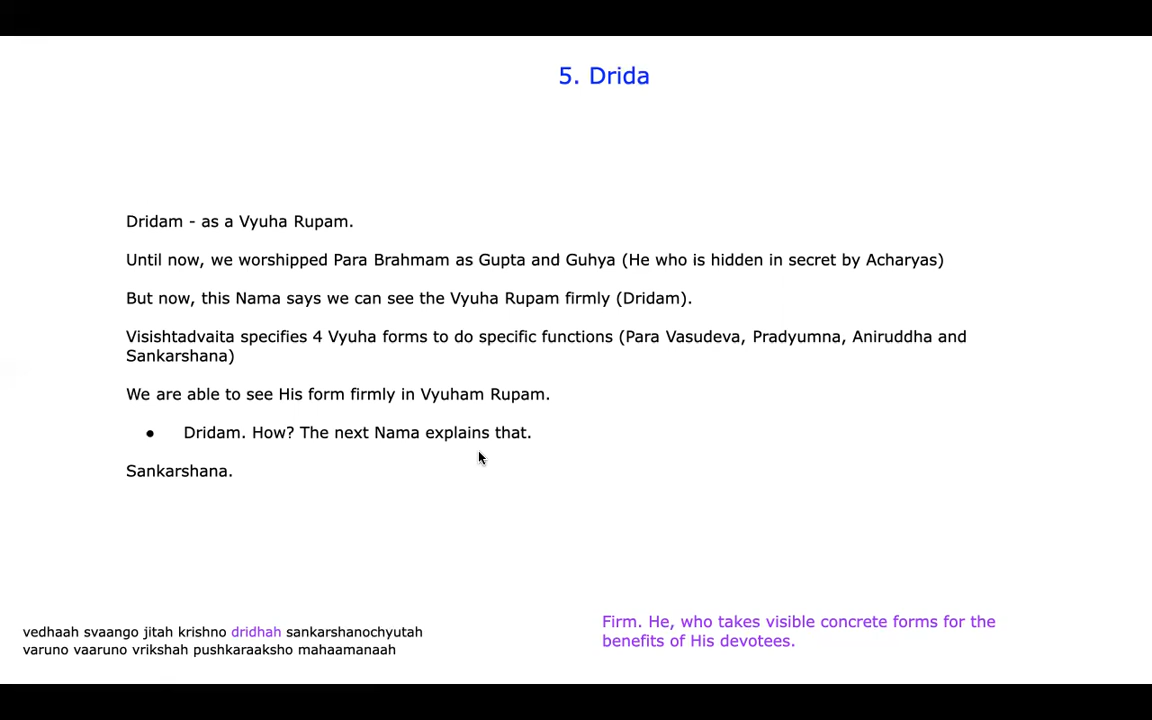 5. Drida
Dridam - as a Vyuha Rupam.
Until now, we worshipped Para Brahmam as Gupta and Guhya (He who is hidden in secret by Acharyas)
But now, this Nama says we can see the Vyuha Rupam firmly (Dridam).
Visishtadvaita specifies 4 Vyuha forms to do specific functions (Para Vasudeva, Pradyumna, Aniruddha and
Sankarshana)
We are able to see His form firmly in Vyuham Rupam.
● Dridam. How? The next Nama explains that.
Sankarshana.
vedhaah svaango jitah krishno dridhah sankarshanochyutah
varuno vaaruno vrikshah pushkaraaksho mahaamanaah
Firm. He, who takes visible concrete forms for the
benefits of His devotees.